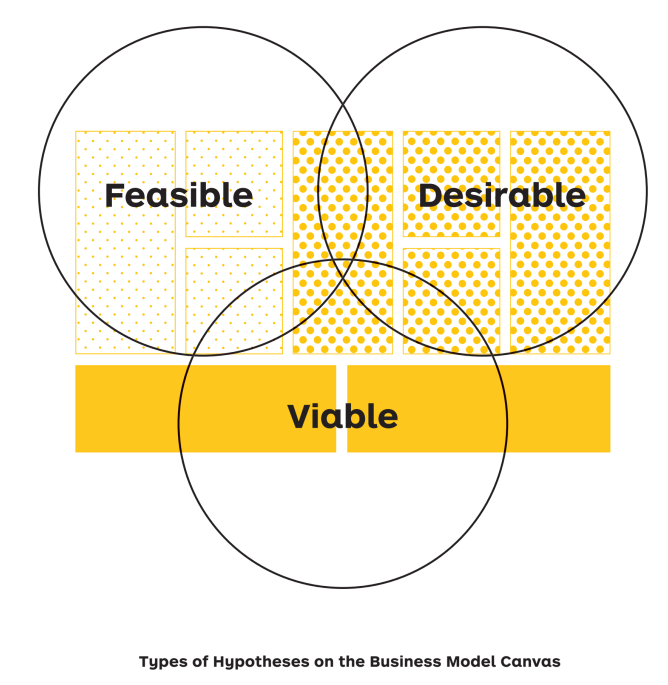 Feasible
Desirable
Viable
Types of Hypotheses on the Business Model Canvas